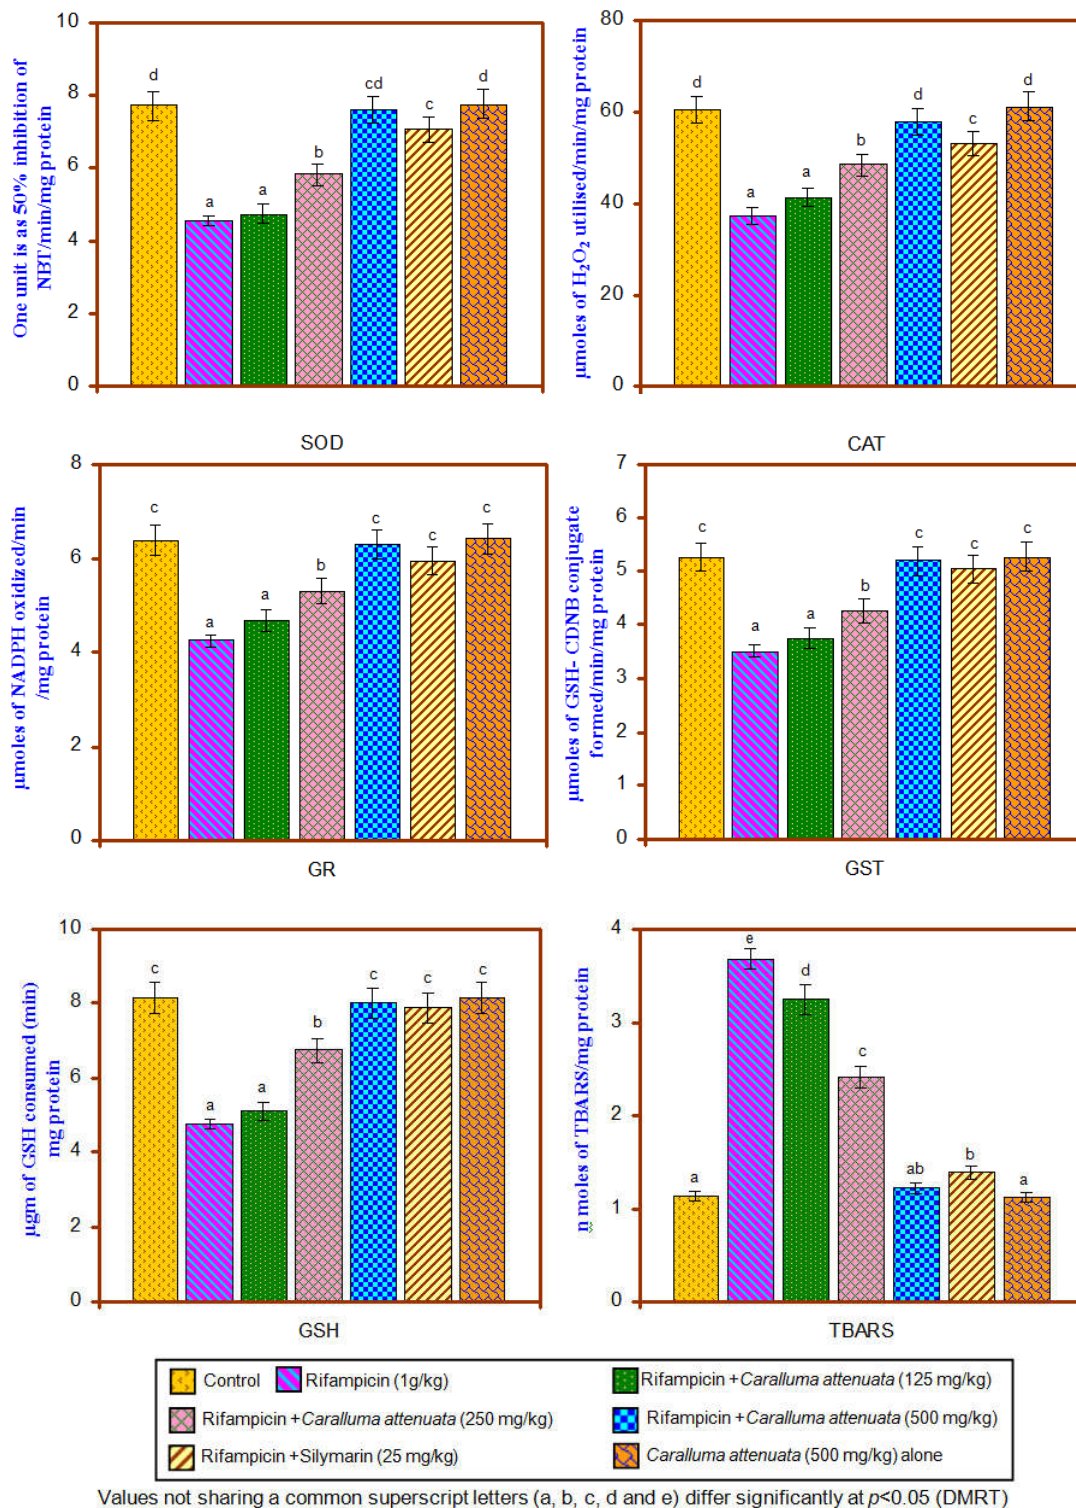 10
8
6
4
2
0
One unit is as 50% inhibition of
NBT/min/mg protein
d
a
a
b
cd
c
d
SOD
80
60
40
20
0
µmoles of H₂O₂ utilised/min/mg protein
d
a
a
b
d
c
d
CAT
8
6
4
2
0
µmoles of NADPH oxidized/min
/mg protein
c
a
a
b
c
c
c
GR
7
6
5
4
3
2
1
0
µmoles of GSH- CDNB conjugate
formed/min/mg protein
c
a
a
b
c
c
c
GST
10
8
6
4
2
0
µgm of GSH consumed (min)
mg protein
c
a
a
b
c
c
c
GSH
4
3
2
1
0
n moles of TBARS/mg protein
a
e
d
c
ab
b
a
TBARS
Control Rifampicin (1g/kg) Rifampicin +Caralluma attenuata (125 mg/kg)
Rifampicin +Caralluma attenuata (250 mg/kg) Rifampicin +Caralluma attenuata (500 mg/kg)
Rifampicin +Silymarin (25 mg/kg) Caralluma attenuata (500 mg/kg) alone
Values not sharing a common superscript letters (a, b, c, d and e) differ significantly at p<0.05 (DMRT)